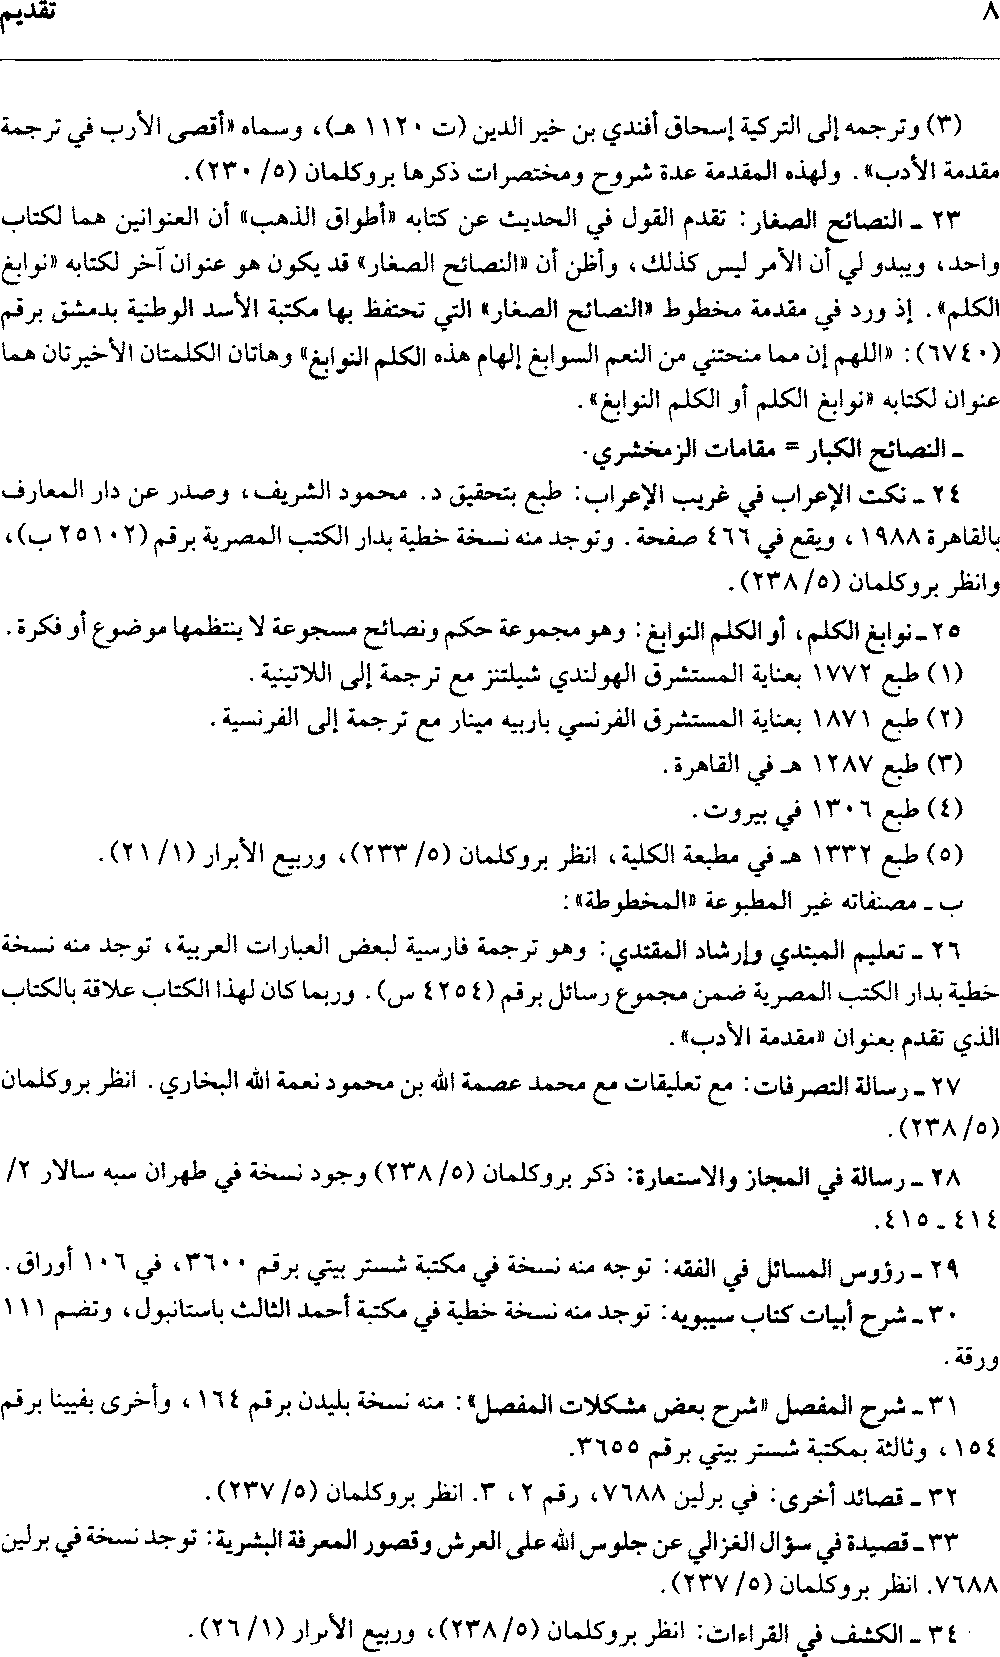 ٨
تقديم
(٣) وترجمه إلى التركية إسحاق أفندي بن خير الدين (ت ١١٢٠ هـ)، وسماه «أقصى الأرب في ترجمة
مقدمة الأدب». ولهذه المقدمة عدة شروح ومختصرات ذكرها بروكلمان (٥/ ٢٣٠).
٢٣ ـ النصائح الصغار: تقدم القول في الحديث عن كتابه «أطواق الذهب» أن العنوانين هما لكتاب
واحد، ويبدو لي أن الأمر ليس كذلك، وأظن أن «النصائح الصغار» قد يكون هو عنوان آخر لكتابه «نوابغ
الكلم». إذ ورد في مقدمة مخطوط «النصائح الصغار» التي تحتفظ بها مكتبة الأسد الوطنية بدمشق برقم
(٦٧٤٠): «اللهم إن مما منحتني من النعم السوابغ إلهام هذه الكلم النوابغ» وهاتان الكلمتان الأخيرتان هما
عنوان لكتابه «نوابغ الكلم أو الكلم النوابغ».
ـ النصائح الكبار = مقامات الزمخشري.
٢٤ ـ نكت الإعراب في غريب الإعراب: طبع بتحقيق د. محمود الشريف، وصدر عن دار المعارف
بالقاهرة ١٩٨٨، ويقع في ٤٦٦ صفحة. وتوجد منه نسخة خطية بدار الكتب المصرية برقم (٢٥١٠٢ ب)،
وانظر بروكلمان (٥/ ٢٣٨).
٢٥ ـ نوابغ الكلم، أو الكلم النوابغ: وهو مجموعة حكم ونصائح مسجوعة لا ينتظمها موضوع أو فكرة.
(١) طبع ١٧٧٢ بعناية المستشرق الهولندي شيلتنز مع ترجمة إلى اللاتينية.
(٢) طبع ١٨٧١ بعناية المستشرق الفرنسي باربيه مينار مع ترجمة إلى الفرنسية.
(٣) طبع ١٢٨٧ هـ في القاهرة.
(٤) طبع ١٣٠٦ في بيروت.
(٥) طبع ١٣٣٢ هـ في مطبعة الكلية، انظر بروكلمان (٥/ ٢٣٣)، وربيع الأبرار (١/ ٢١).
ب ـ مصنفاته غير المطبوعة «المخطوطة»:
٢٦ ـ تعليم المبتدي وإرشاد المقتدي: وهو ترجمة فارسية لبعض العبارات العربية، توجد منه نسخة
خطية بدار الكتب المصرية ضمن مجموع رسائل برقم (٤٢٥٤ س). وربما كان لهذا الكتاب علاقة بالكتاب
الذي تقدم بعنوان «مقدمة الأدب».
٢٧ ـ رسالة التصرفات: مع تعليقات مع محمد عصمة الله بن محمود نعمة الله البخاري. انظر بروكلمان
(٥/ ٢٣٨).
٢٨ ـ رسالة في المجاز والاستعارة: ذكر بروكلمان (٥/ ٢٣٨) وجود نسخة في طهران سبه سالار ٢/
٤١٤ ـ ٤١٥.
٢٩ ـ رؤوس المسائل في الفقه: توجه منه نسخة في مكتبة شستر بيتي برقم ٣٦٠٠، في ١٠٦ أوراق.
٣٠ ـ شرح أبيات كتاب سيبويه: توجد منه نسخة خطية في مكتبة أحمد الثالث باستانبول، وتضم ١١١
ورقة.
٣١ ـ شرح المفصل «شرح بعض مشكلات المفصل»: منه نسخة بليدن برقم ١٦٤، وأخرى بفيينا برقم
١٥٤، وثالثة بمكتبة شستر بيتي برقم ٣٦٥٥.
٣٢ ـ قصائد أخرى: في برلين ٧٦٨٨، رقم ٢، ٣. انظر بروكلمان (٥/ ٢٣٧).
٣٣ ـ قصيدة في سؤال الغزالي عن جلوس الله على العرش وقصور المعرفة البشرية: توجد نسخة في برلين
٧٦٨٨. انظر بروكلمان (٥/ ٢٣٧).
٣٤ ـ الكشف في القراءات: انظر بروكلمان (٥/ ٢٣٨)، وربيع الأبرار (١/ ٢٦).